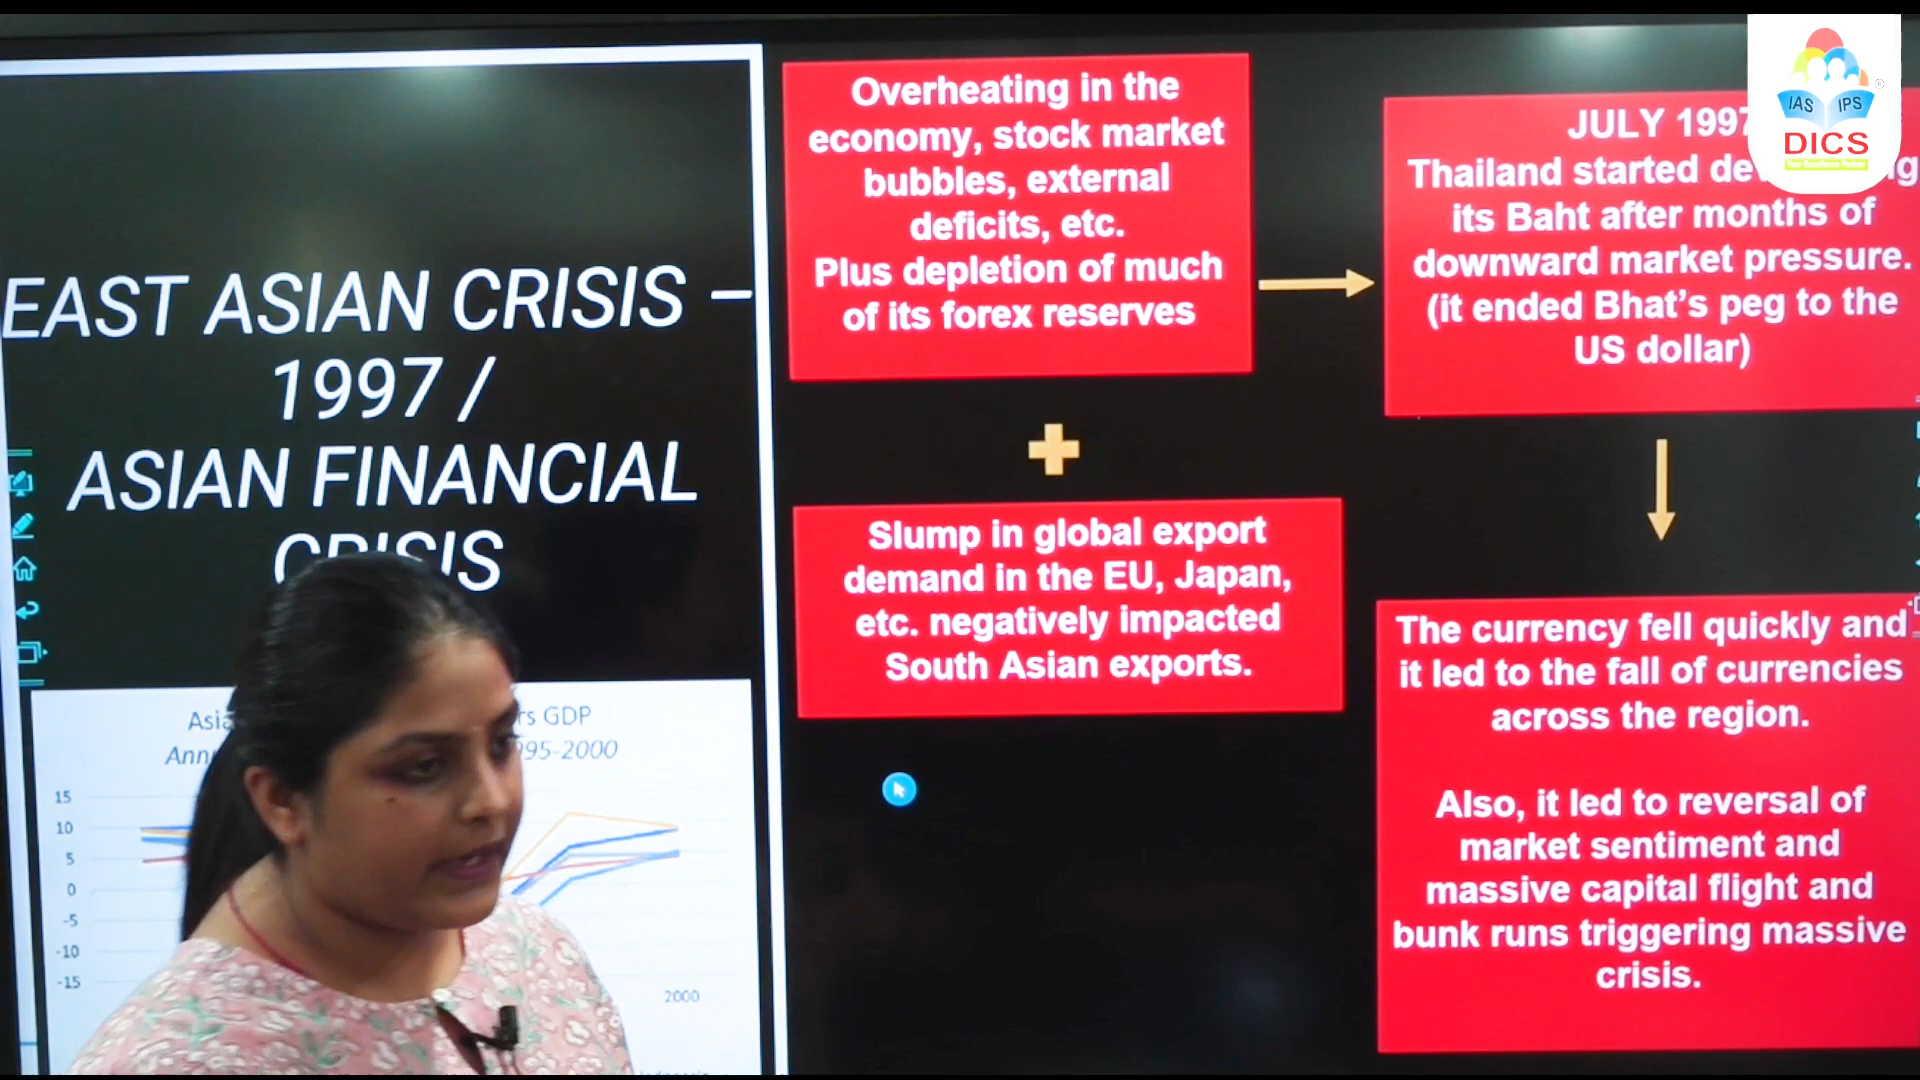 EAST ASIAN CRISIS –
1997 /
ASIAN FINANCIAL
CRISIS
Overheating in the
economy, stock market
bubbles, external
deficits, etc.
Plus depletion of much
of its forex reserves
Slump in global export
demand in the EU, Japan,
etc. negatively impacted
South Asian exports.
JULY 1997
Thailand started
its Baht after months of
downward market pressure.
(it ended Bhat's peg to the
US dollar)
The currency fell quickly and
it led to the fall of currencies
across the region.
Also, it led to reversal of
market sentiment and
massive capital flight and
bunk runs triggering massive
crisis.
IAS IPS
DICS
GDP
1995-2000
15
10
5
0
-5
-10
-15
2000